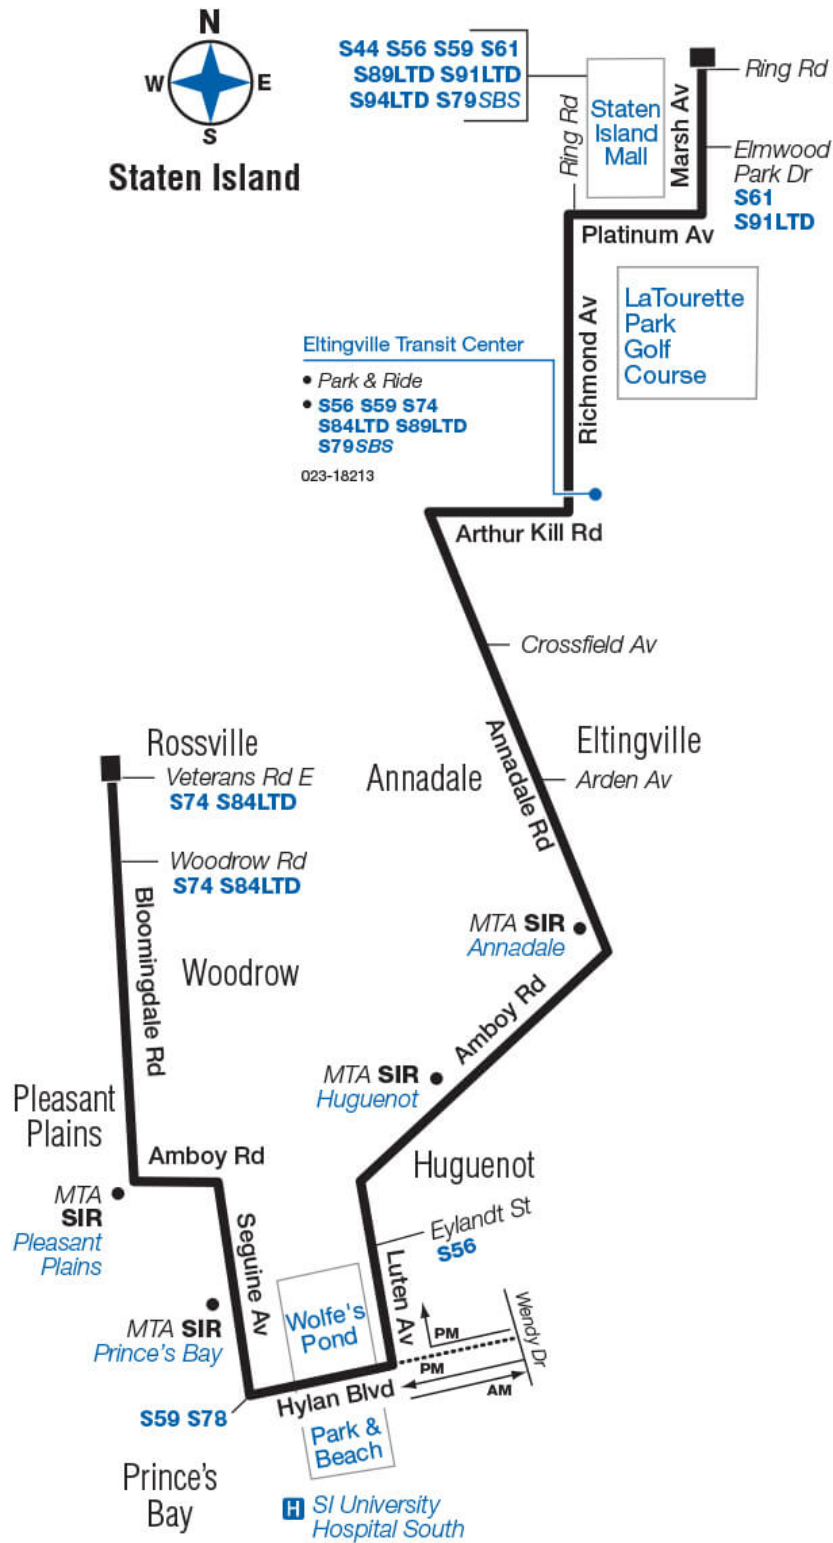 N
W
E
S
Staten Island
S44 S56 S59 S61
S89LTD S91LTD
S94LTD S79SBS
Ring Rd
Staten
Island
Mall
Marsh Av
Ring Rd
Elmwood
Park Dr
S61
S91LTD
Platinum Av
Richmond Av
LaTourette
Park
Golf
Course
Eltingville Transit Center
• Park & Ride
• S56 S59 S74
S84LTD S89LTD
S79SBS
023-18213
Arthur Kill Rd
Crossfield Av
Annadale Rd
Eltingville
Annadale
Arden Av
Rossville
Veterans Rd E
S74 S84LTD
Woodrow Rd
S74 S84LTD
Bloomingdale Rd
Woodrow
MTA SIR
Annadale
Amboy Rd
MTA SIR
Huguenot
Pleasant
Plains
Amboy Rd
Huguenot
MTA
SIR
Pleasant
Plains
Seguine Av
Eylandt St
S56
Luten Av
Wolfe's
Pond
MTA SIR
Prince's Bay
PM
PM
AM
Wendy Dr
Hylan Blvd
S59 S78
Park &
Beach
Prince's
Bay
H SI University
Hospital South